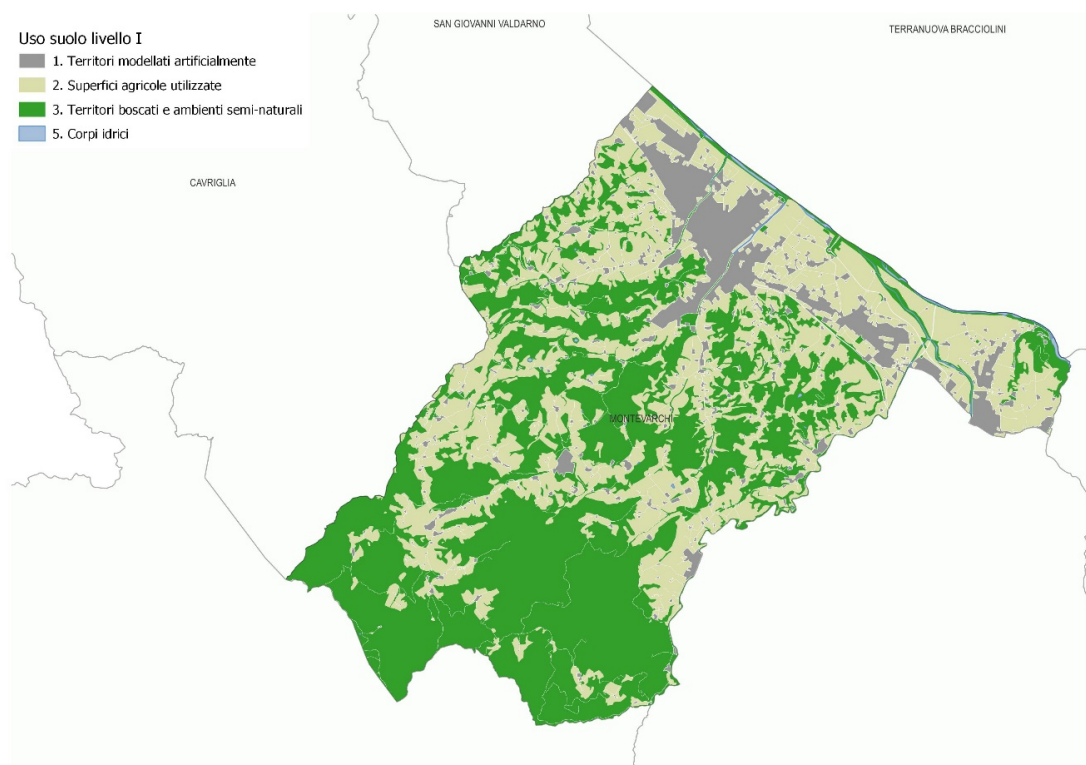 SAN GIOVANNI VALDARNO
TERRANUOVA BRACCIOLINI
Uso suolo livello I
1. Territori modellati artificialmente
2. Superfici agricole utilizzate
3. Territori boscati e ambienti semi-naturali
5. Corpi idrici
CAVRIGLIA
MONTEVARCHI